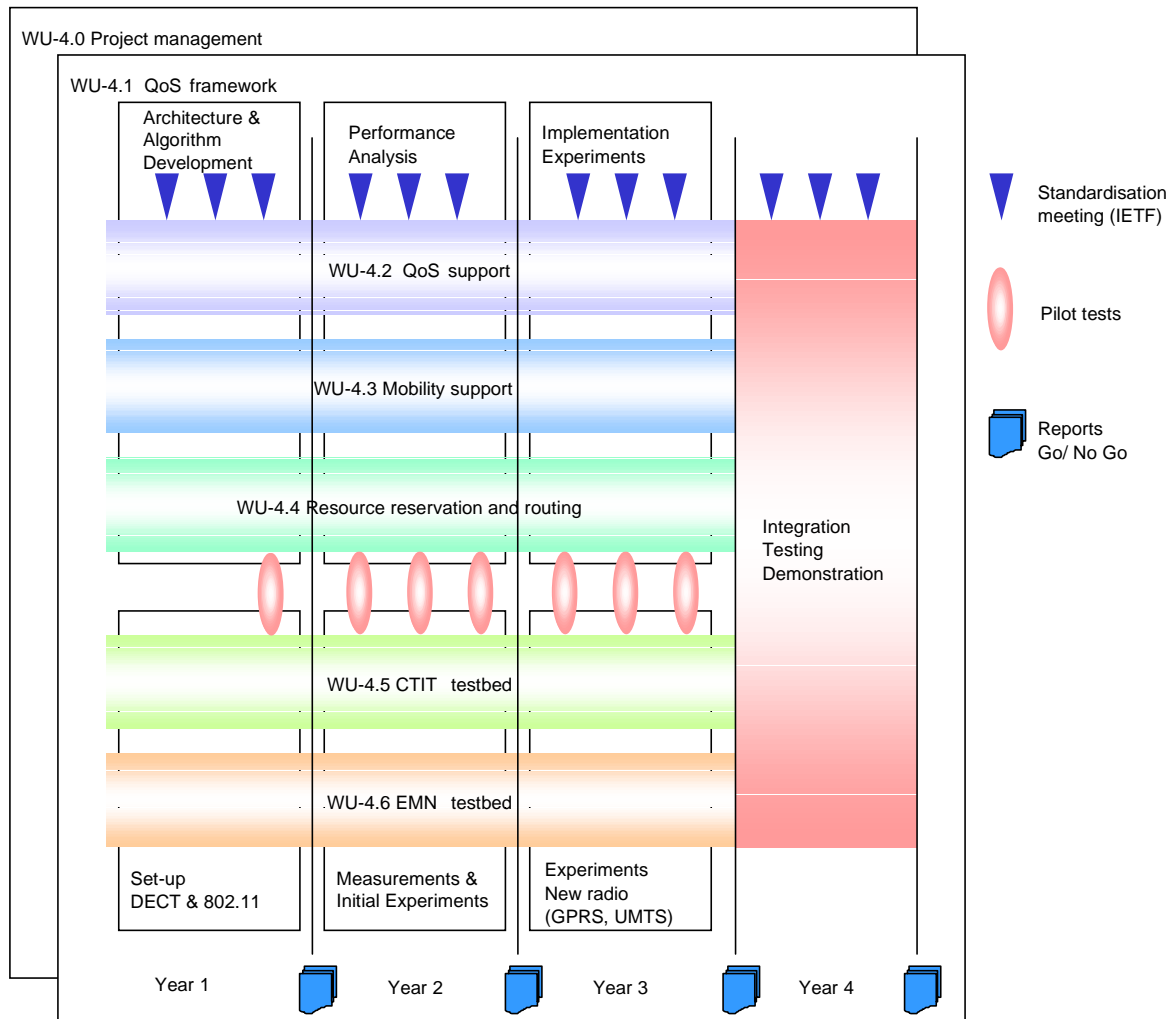 WU-4.0 Project management
WU-4.1 QoS framework
Architecture &
Algorithm
Development
Performance
Analysis
Implementation
Experiments
Standardisation
meeting (IETF)
WU-4.2 QoS support
Pilot tests
WU-4.3 Mobility support
Reports
Go/ No Go
WU-4.4 Resource reservation and routing
Integration
Testing
Demonstration
WU-4.5 CTIT testbed
WU-4.6 EMN testbed
Set-up
DECT & 802.11
Measurements &
Initial Experiments
Experiments
New radio
(GPRS, UMTS)
Year 1
Year 2
Year 3
Year 4